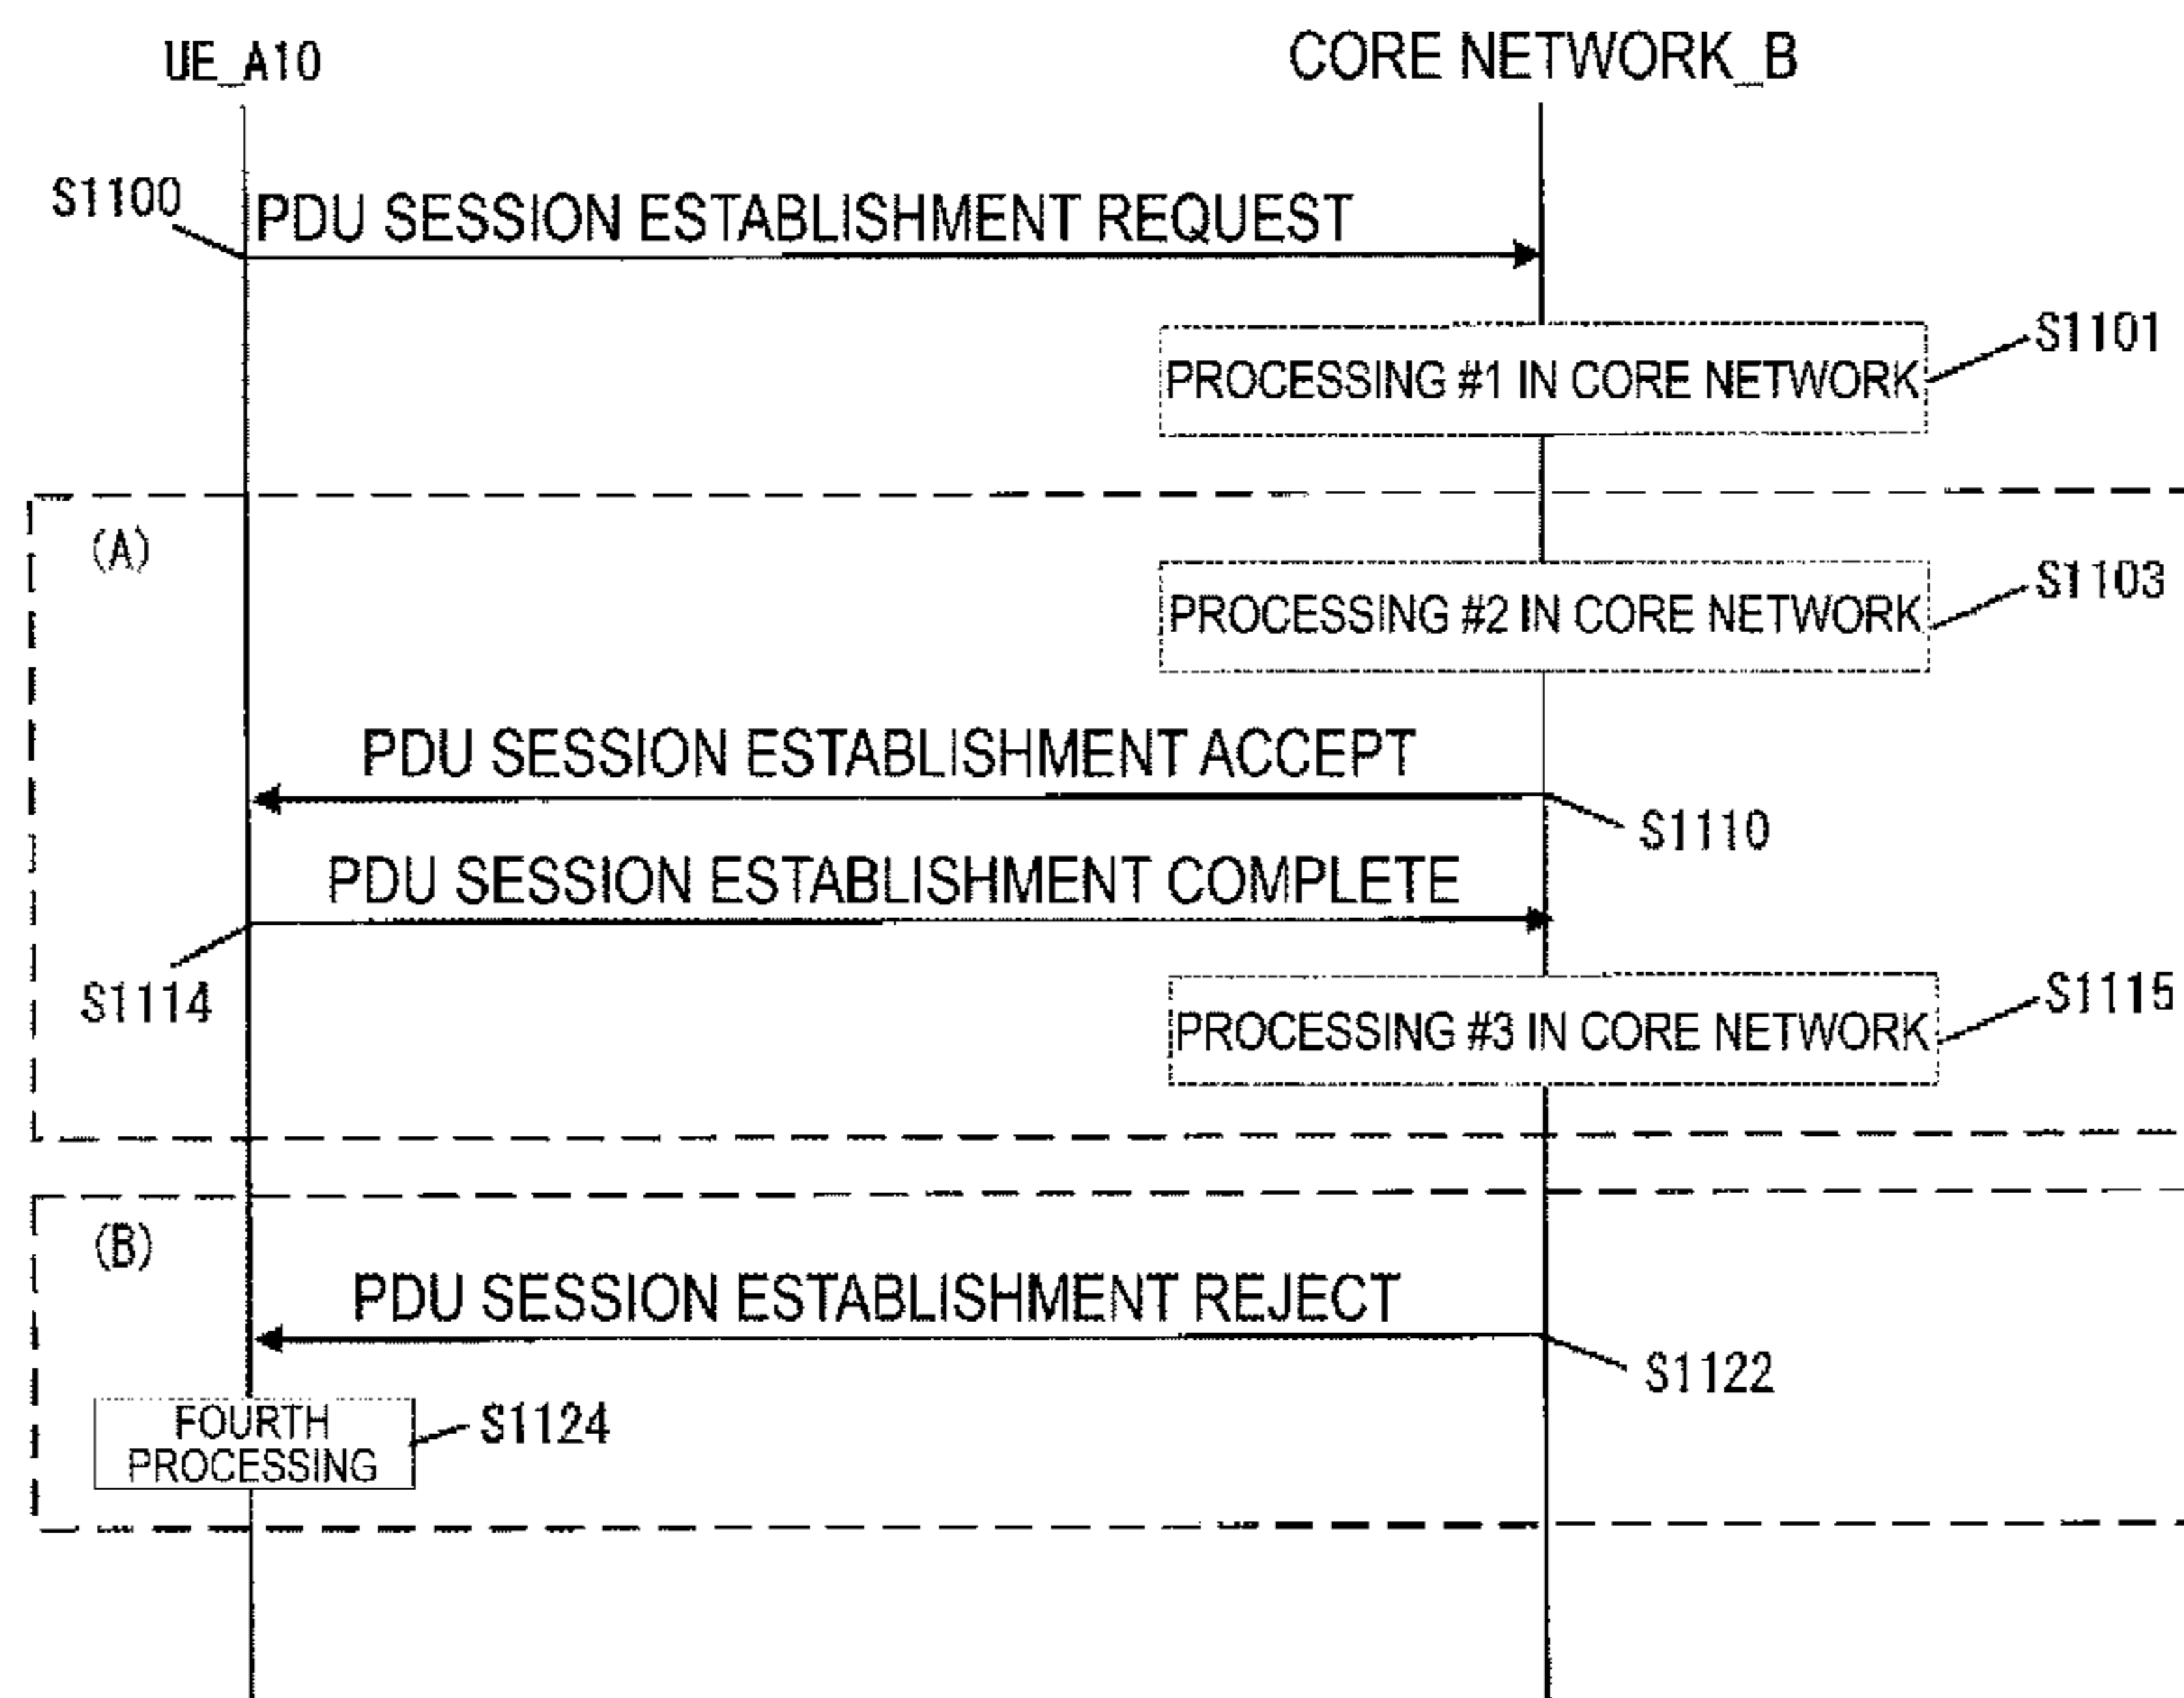 UE_A10
CORE NETWORK_B
S1100
PDU SESSION ESTABLISHMENT REQUEST
S1101
PROCESSING #1 IN CORE NETWORK
(A)
S1103
PROCESSING #2 IN CORE NETWORK
PDU SESSION ESTABLISHMENT ACCEPT
S1110
PDU SESSION ESTABLISHMENT COMPLETE
S1114
S1115
PROCESSING #3 IN CORE NETWORK
(B)
PDU SESSION ESTABLISHMENT REJECT
S1122
FOURTH
PROCESSING
S1124